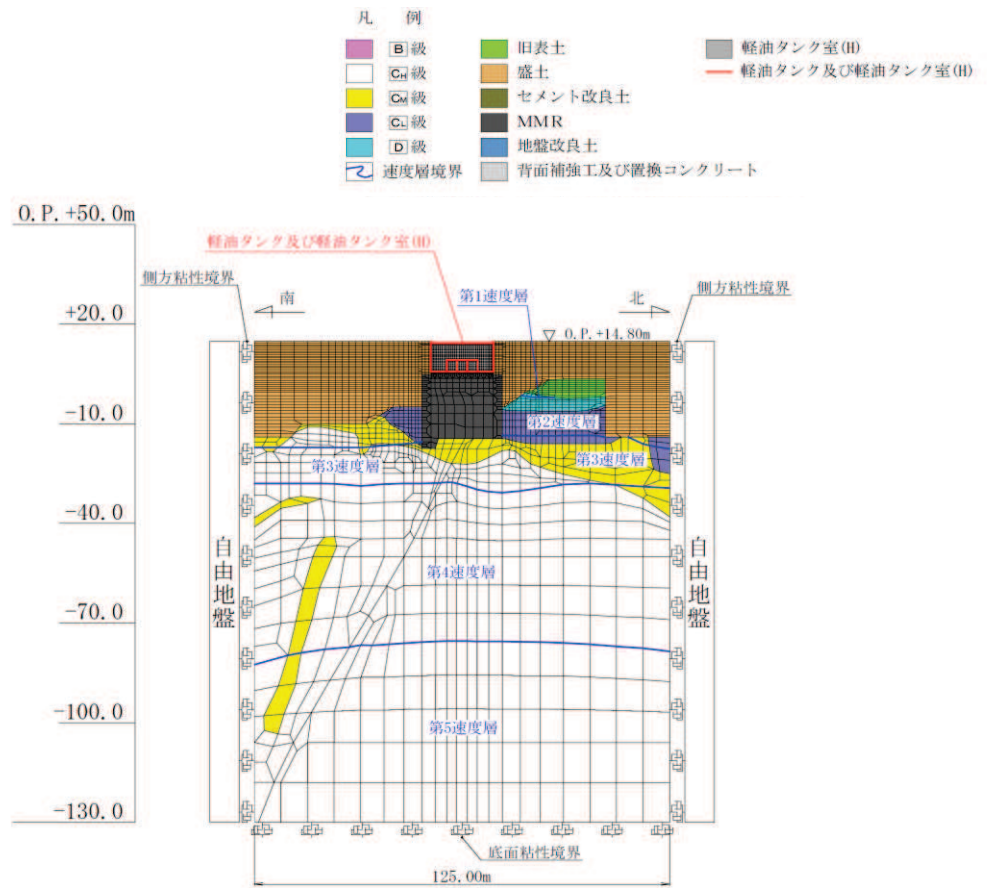 凡 例
B級
CH級
CM級
CL級
D級
速度層境界
旧表土
盛土
セメント改良土
MMR
地盤改良土
背面補強工及び置換コンクリート
軽油タンク室(H)
軽油タンク及び軽油タンク室(H)
O.P.+50.0m
+20.0
-10.0
-40.0
-70.0
-100.0
-130.0
軽油タンク及び軽油タンク室(H)
側方粘性境界
側方粘性境界
南
北
第1速度層
O.P.+14.80m
第2速度層
第3速度層
第3速度層
第4速度層
第5速度層
自由地盤
自由地盤
底面粘性境界
125.00m